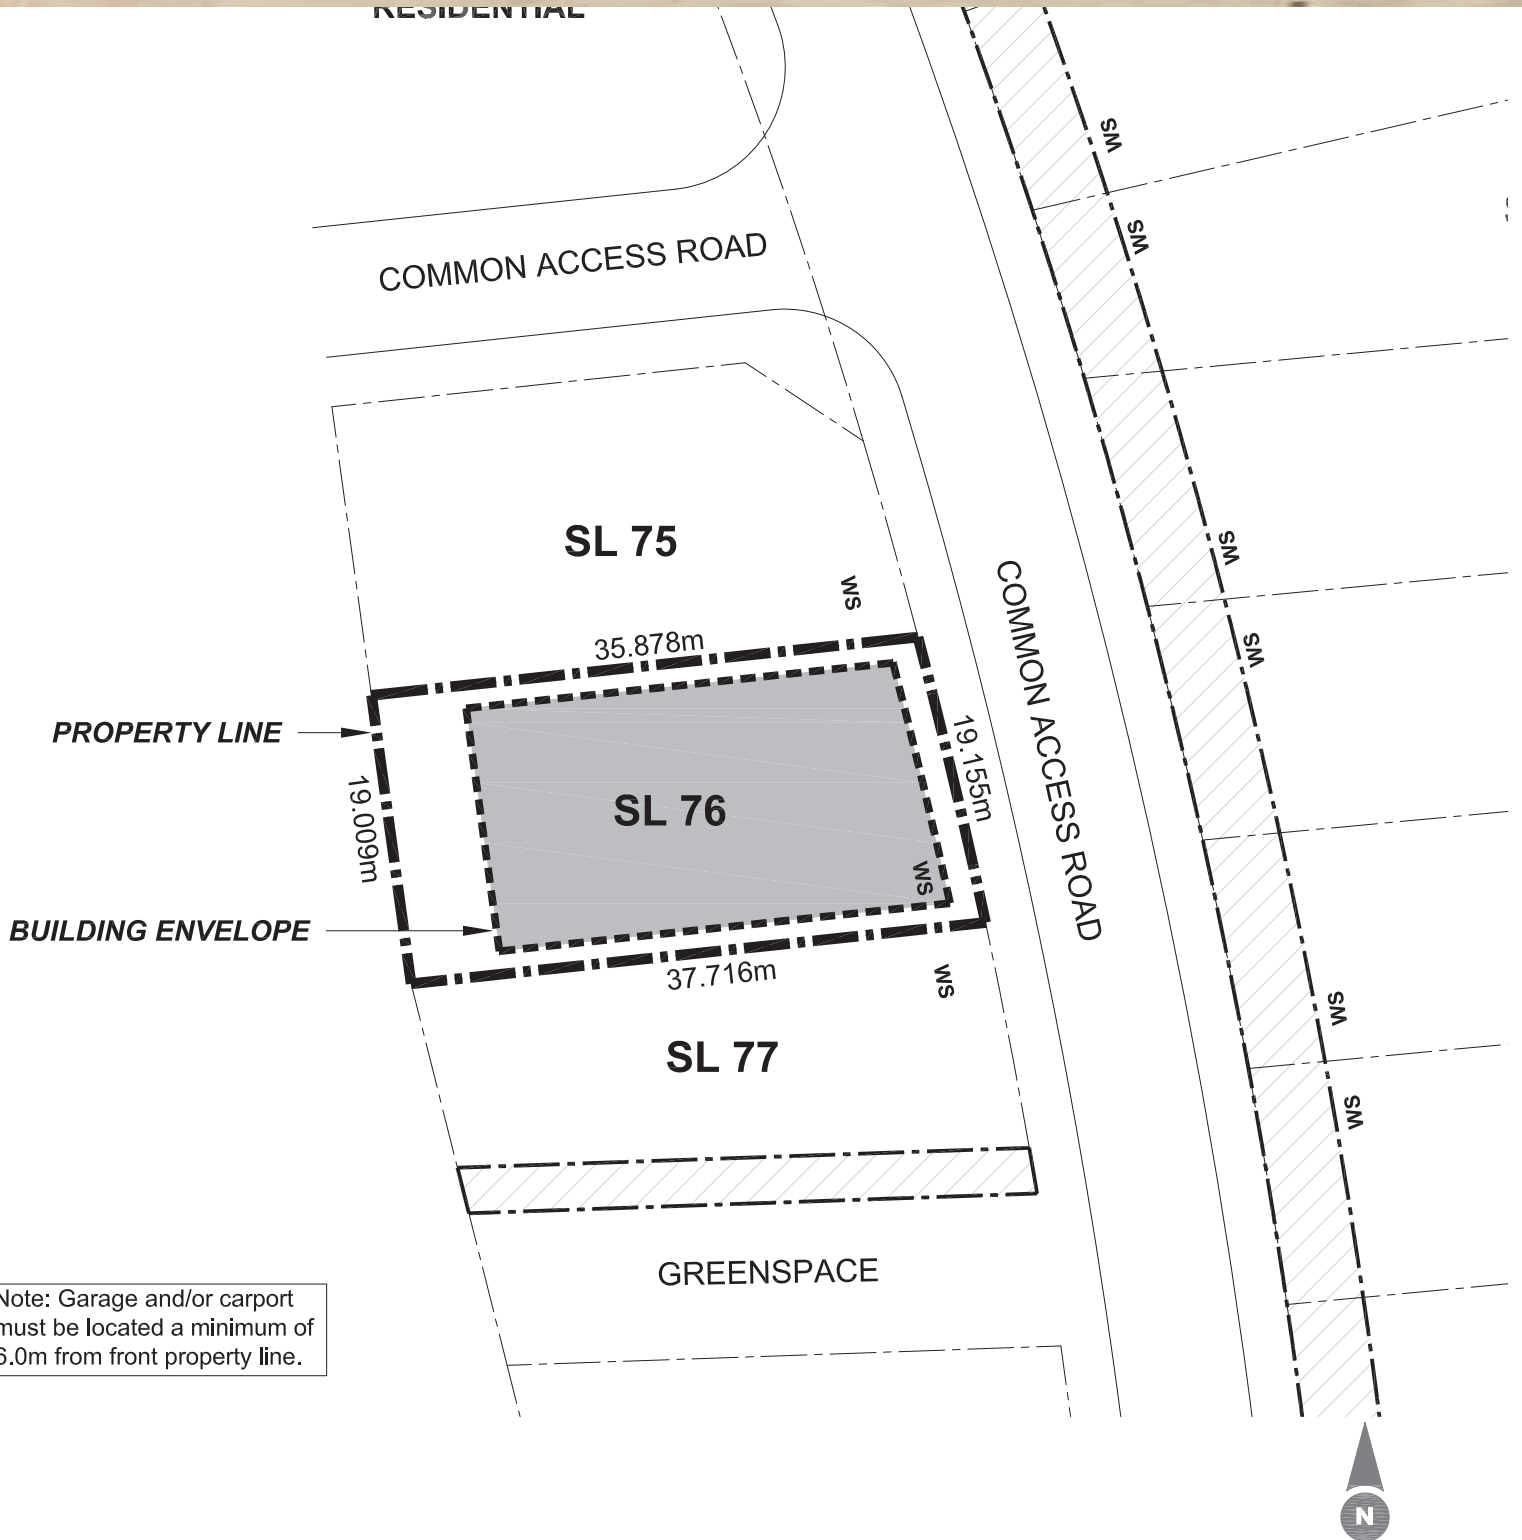 RESIDENTIAL
WS
WS
COMMON ACCESS ROAD
SL 75
WS
WS
COMMON ACCESS ROAD
WS
35.878m
WS
PROPERTY LINE
19.155m
19.009m
SL 76
WS
BUILDING ENVELOPE
37.716m
WS
WS
SL 77
WS
GREENSPACE
Note: Garage and/or carport
must be located a minimum of
6.0m from front property line.
N